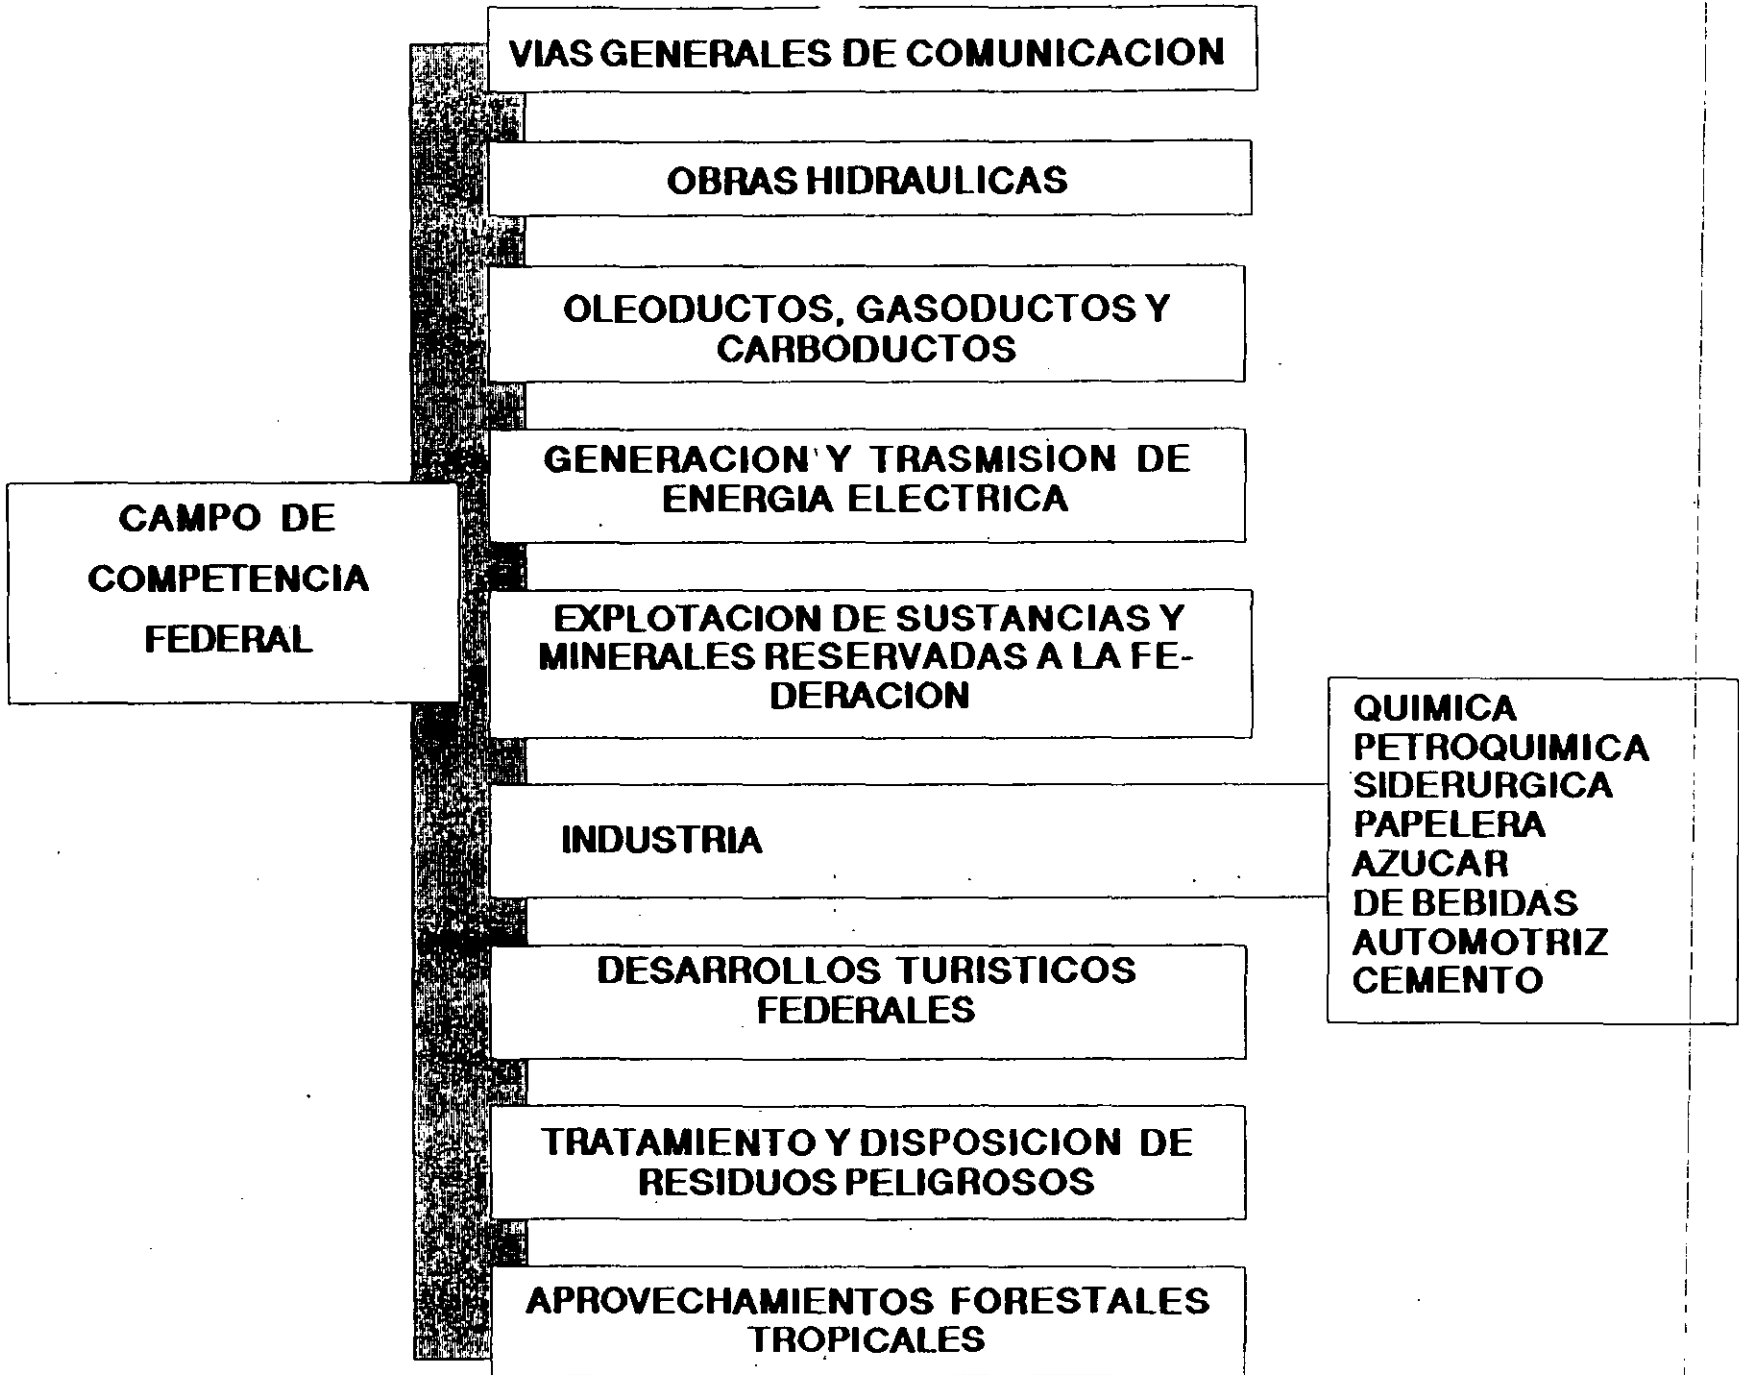 VIAS GENERALES DE COMUNICACION
OBRAS HIDRAULICAS
OLEODUCTOS, GASODUCTOS Y
CARBODUCTOS
GENERACION Y TRASMISION DE
ENERGIA ELECTRICA
CAMPO DE
COMPETENCIA
FEDERAL
EXPLOTACION DE SUSTANCIAS Y
MINERALES RESERVADAS A LA FE-
DERACION
INDUSTRIA
QUIMICA
PETROQUIMICA
SIDERURGICA
PAPELERA
AZUCAR
DE BEBIDAS
AUTOMOTRIZ
CEMENTO
DESARROLLOS TURISTICOS
FEDERALES
TRATAMIENTO Y DISPOSICION DE
RESIDUOS PELIGROSOS
APROVECHAMIENTOS FORESTALES
TROPICALES